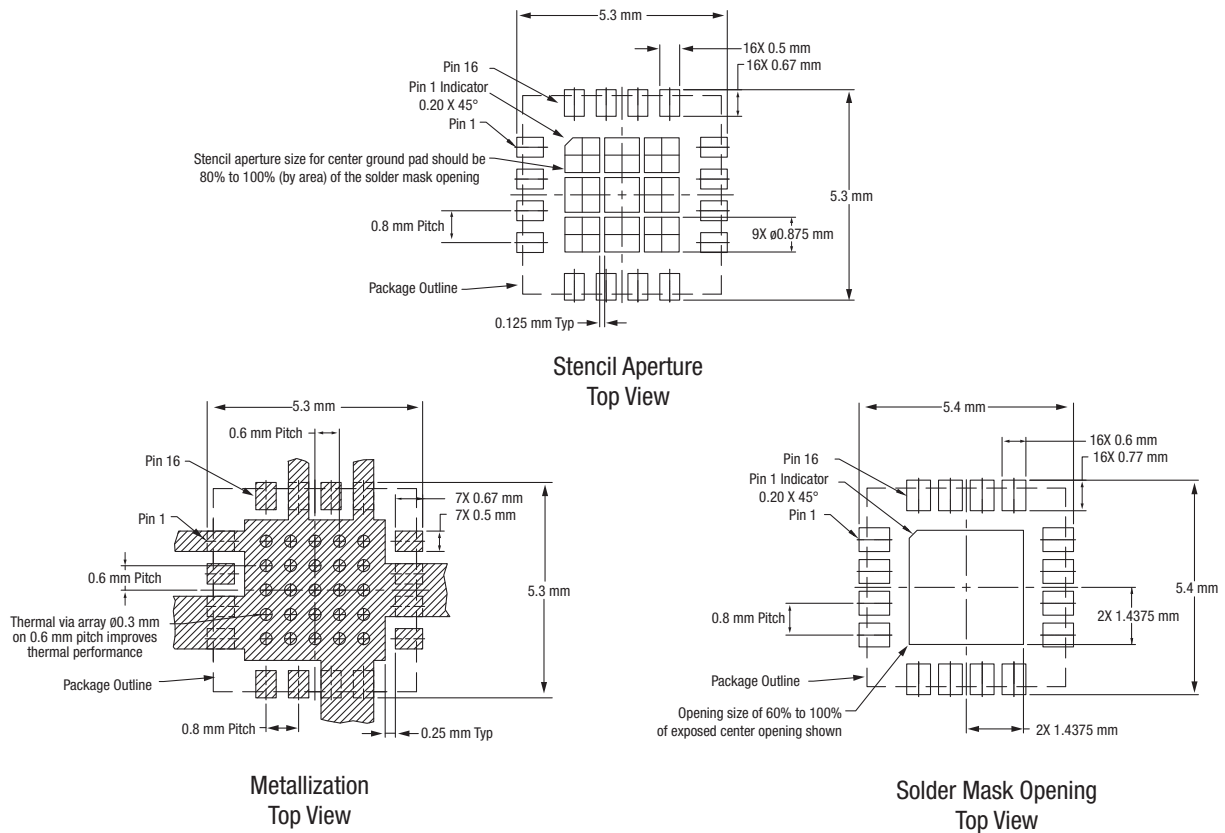 5.3 mm
16X 0.5 mm
16X 0.67 mm
Pin 16
Pin 1 Indicator
0.20 X 45°
Pin 1
Stencil aperture size for center ground pad should be
80% to 100% (by area) of the solder mask opening
5.3 mm
0.8 mm Pitch
9X ø0.875 mm
Package Outline
0.125 mm Typ
Stencil Aperture
Top View
5.3 mm
0.6 mm Pitch
Pin 16
7X 0.67 mm
7X 0.5 mm
Pin 1
0.6 mm Pitch
5.3 mm
Thermal via array ø0.3 mm
on 0.6 mm pitch improves
thermal performance
Package Outline
0.8 mm Pitch
0.25 mm Typ
Metallization
Top View
5.4 mm
16X 0.6 mm
16X 0.77 mm
Pin 16
Pin 1 Indicator
0.20 X 45°
Pin 1
5.4 mm
0.8 mm Pitch
2X 1.4375 mm
Package Outline
Opening size of 60% to 100%
of exposed center opening shown
2X 1.4375 mm
Solder Mask Opening
Top View